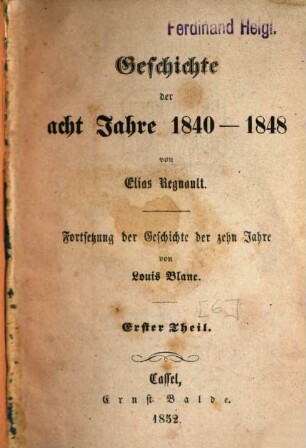 Ferdinand Heigl.
Geschichte
der
acht Jahre 1840 — 1848
von
Elias Regnault.
Fortsetzung der Geschichte der zehn Jahre
von
Louis Blanc.
[6]
Erster Theil.
Cassel,
Ernst Balde.
1852.